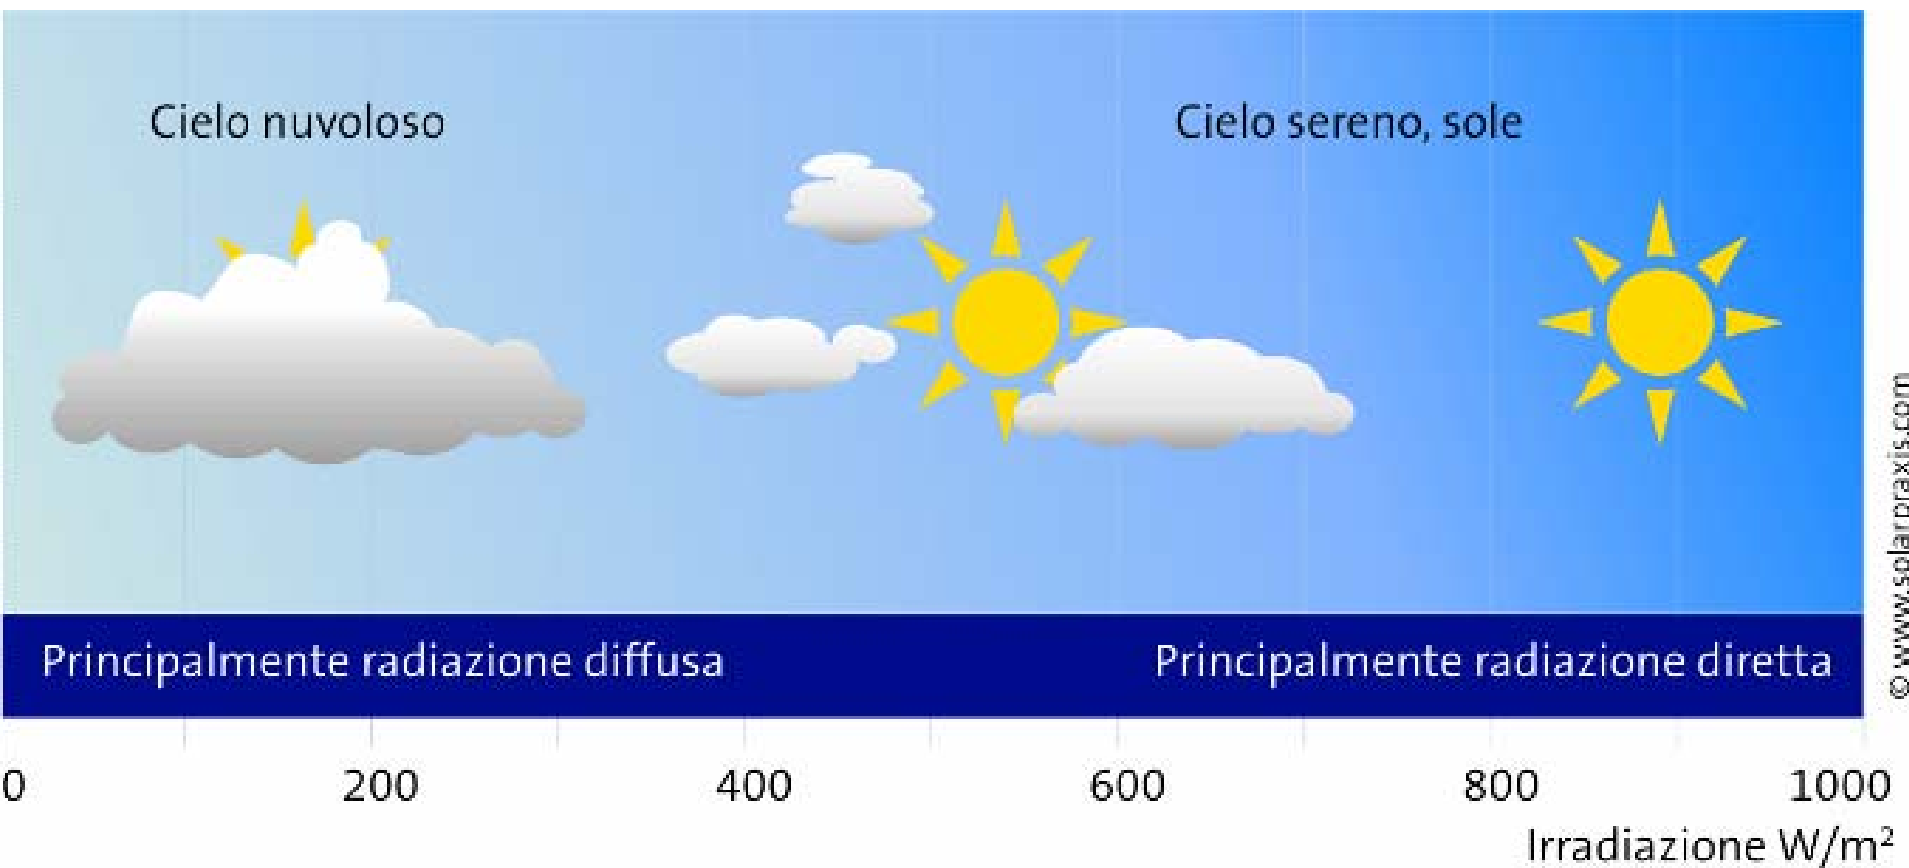 Cielo nuvoloso
Cielo sereno, sole
Principalmente radiazione diffusa
Principalmente radiazione diretta
© www.solarpraxis.com
0 200 400 600 800 1000
Irradiazione W/m²